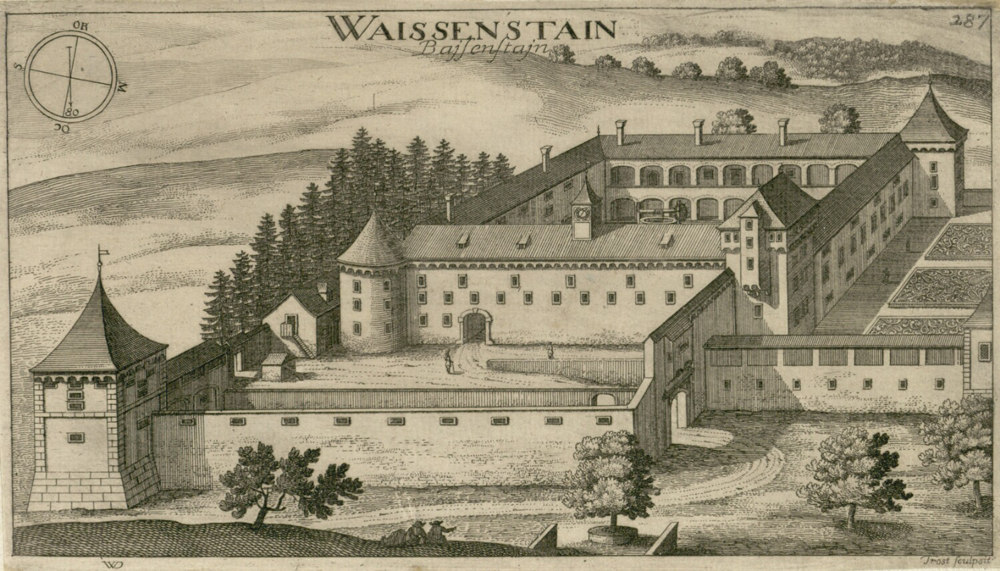 WAISSENSTAIN
Bajssenstajn
287
OR
S
M
80
OC
WD
Trost sculpsit